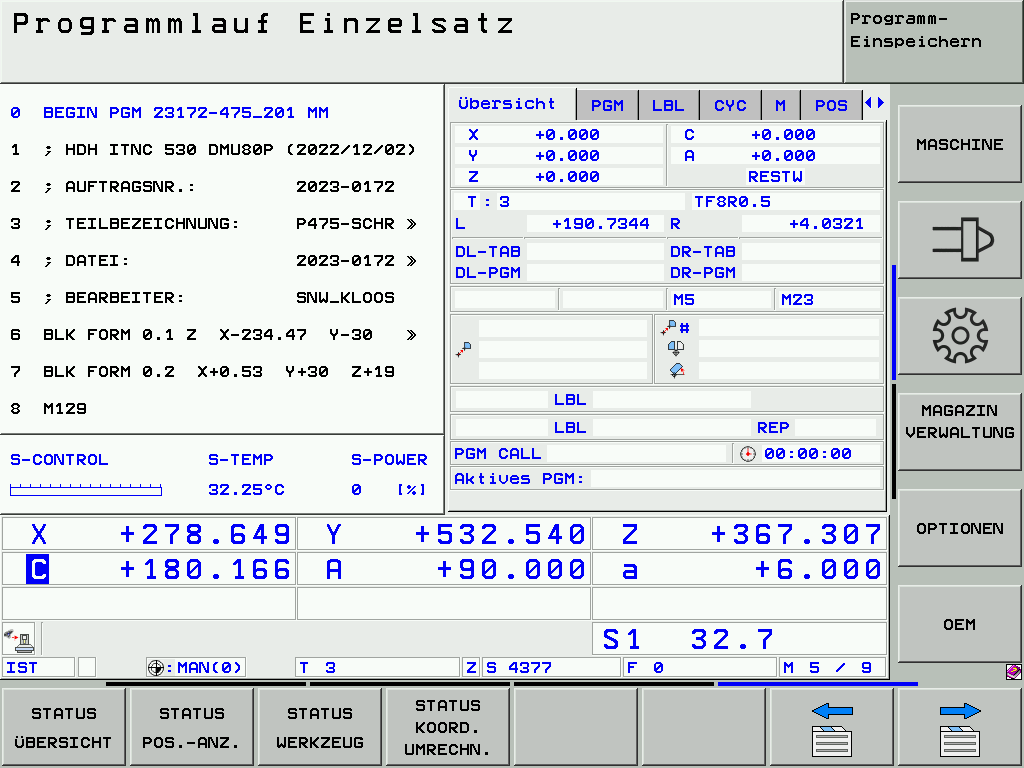 Programmlauf Einzelsatz
Programm-
Einspeichern
0 BEGIN PGM 23172-475_201 MM
1 ; HDH ITNC 530 DMU80P (2022/12/02)
2 ; AUFTRAGSNR.: 2023-0172
3 ; TEILBEZEICHNUNG: P475-SCHR »
4 ; DATEI: 2023-0172 »
5 ; BEARBEITER: SNW_KLOOS
6 BLK FORM 0.1 Z X-234.47 Y-30 »
7 BLK FORM 0.2 X+0.53 Y+30 Z+19
8 M129
S-CONTROL S-TEMP S-POWER
32.25°C 0 [%]
Übersicht PGM LBL CYC M POS
X +0.000 C +0.000
Y +0.000 A +0.000
Z +0.000 RESTW
T : 3 TF8R0.5
L +190.7344 R +4.0321
DL-TAB DR-TAB
DL-PGM DR-PGM
M5 M23
#
LBL
LBL REP
PGM CALL 00:00:00
Aktives PGM:
X +278.649 Y +532.540 Z +367.307
C +180.166 A +90.000 a +6.000
S1 32.7
IST : MAN(0) T 3 Z S 4377 F 0 M 5 / 9
MASCHINE
MAGAZIN
VERWALTUNG
OPTIONEN
OEM
STATUS
ÜBERSICHT
STATUS
POS.-ANZ.
STATUS
WERKZEUG
STATUS
KOORD.
UMRECHN.